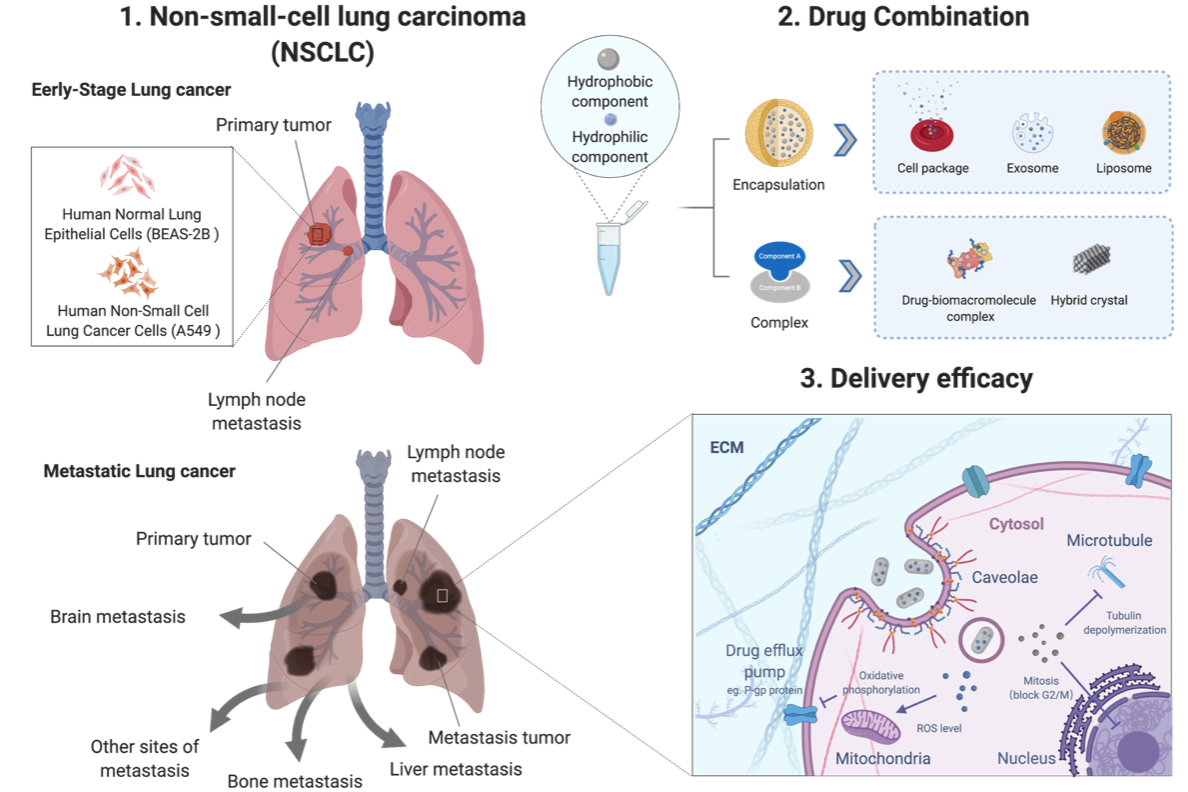 1. Non-small-cell lung carcinoma
(NSCLC)
Eerly-Stage Lung cancer
Primary tumor
Human Normal Lung
Epithelial Cells (BEAS-2B )
Human Non-Small Cell
Lung Cancer Cells (A549 )
Lymph node
metastasis
Metastatic Lung cancer
Lymph node
metastasis
Primary tumor
Brain metastasis
Other sites of
metastasis
Bone metastasis
Liver metastasis
Metastasis tumor
2. Drug Combination
Hydrophobic
component
Hydrophilic
component
Encapsulation
Cell package
Exosome
Liposome
Component A
Component B
Complex
Drug-biomacromolecule
complex
Hybrid crystal
3. Delivery efficacy
ECM
Cytosol
Microtubule
Caveolae
Tubulin
depolymerization
Drug efflux
pump
eg. P-gp protein
Oxidative
phosphorylation
Mitosis
(block G2/M)
ROS level
Mitochondria
Nucleus